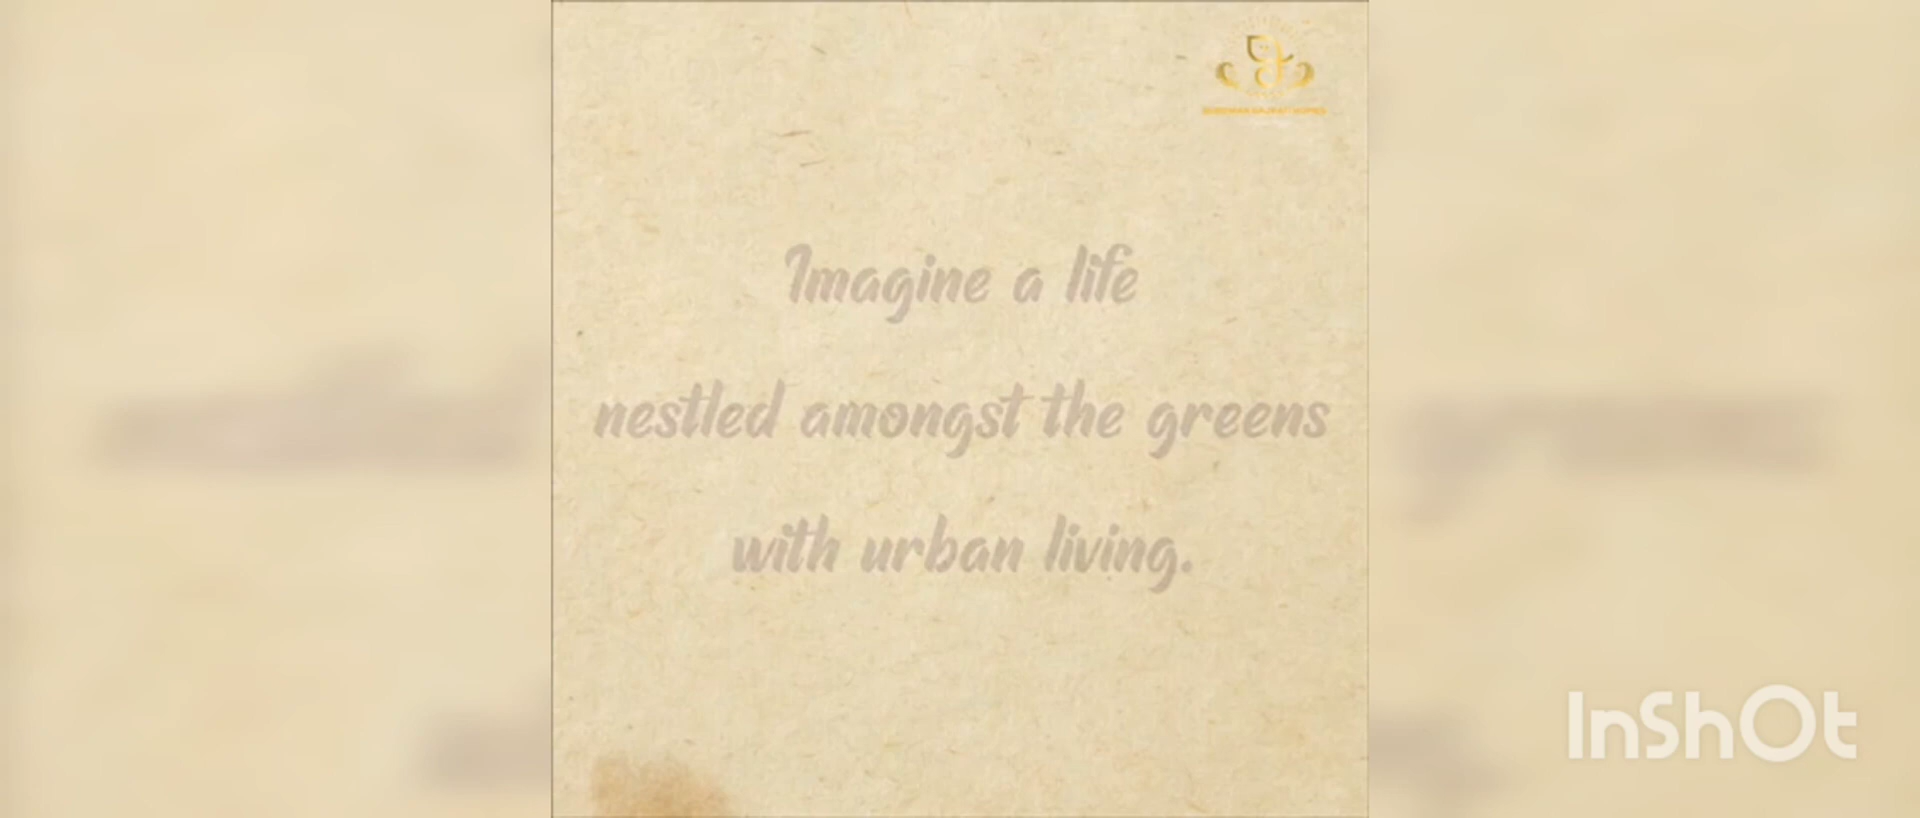 Imagine a life
nestled amongst the greens
with urban living.
InShOt